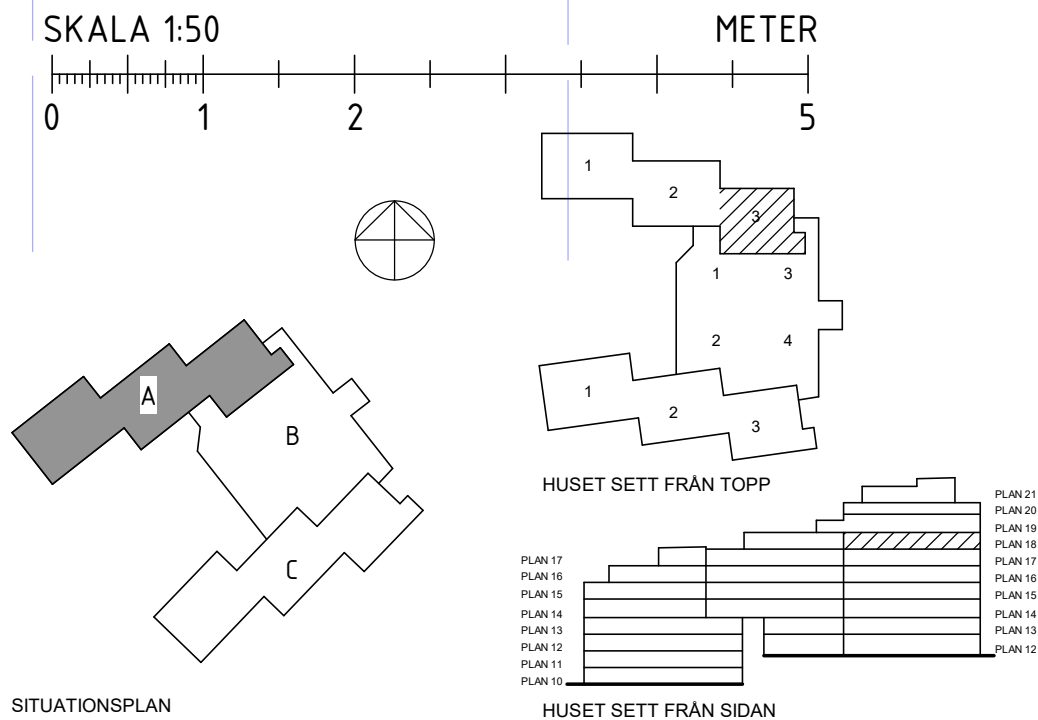 SKALA 1:50 METER
0 1 2 5
1
2
3
1 3
2 4
1
2
3
HUSET SETT FRÅN TOPP
A
B
C
SITUATIONSPLAN
PLAN 17
PLAN 16
PLAN 15
PLAN 14
PLAN 13
PLAN 12
PLAN 11
PLAN 10
PLAN 21
PLAN 20
PLAN 19
PLAN 18
PLAN 17
PLAN 16
PLAN 15
PLAN 14
PLAN 13
PLAN 12
HUSET SETT FRÅN SIDAN